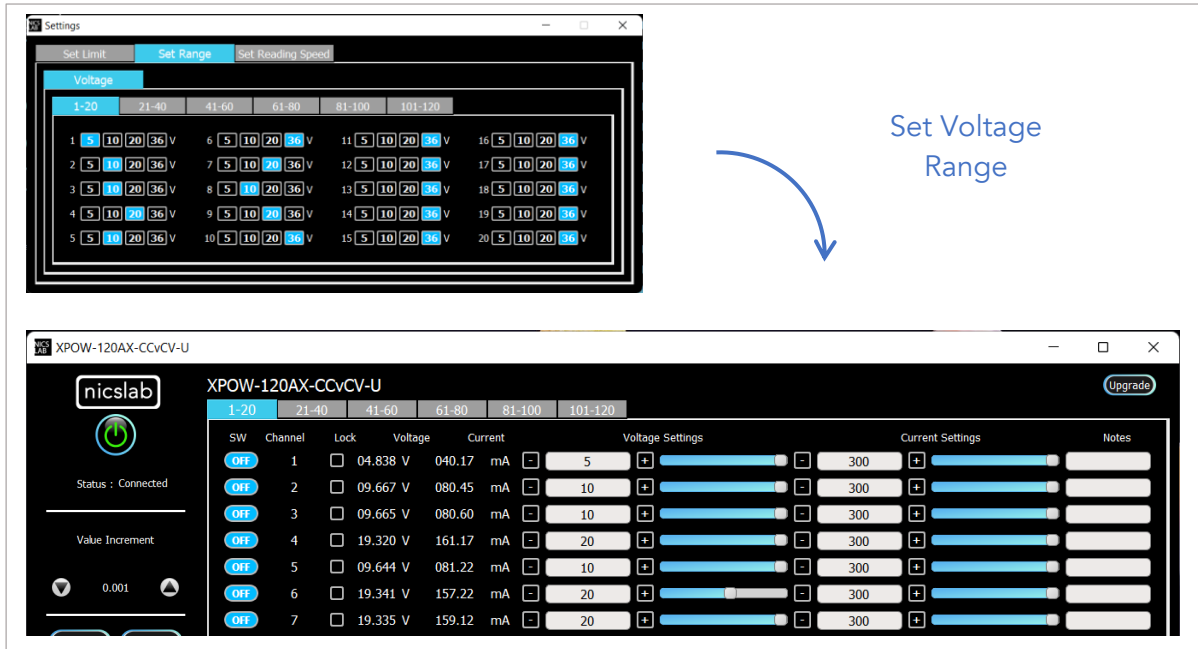 NICS
LAB Settings
Set Limit Set Range Set Reading Speed
Voltage
1-20 21-40 41-60 61-80 81-100 101-120
1 5 10 20 36 V 6 5 10 20 36 V 11 5 10 20 36 V 16 5 10 20 36 V
2 5 10 20 36 V 7 5 10 20 36 V 12 5 10 20 36 V 17 5 10 20 36 V
3 5 10 20 36 V 8 5 10 20 36 V 13 5 10 20 36 V 18 5 10 20 36 V
4 5 10 20 36 V 9 5 10 20 36 V 14 5 10 20 36 V 19 5 10 20 36 V
5 5 10 20 36 V 10 5 10 20 36 V 15 5 10 20 36 V 20 5 10 20 36 V
Set Voltage
Range
NICS
LAB XPOW-120AX-CCvCV-U
nicslab
Status : Connected
Value Increment
0.001
XPOW-120AX-CCvCV-U Upgrade
1-20 21-40 41-60 61-80 81-100 101-120
SW Channel Lock Voltage Current Voltage Settings Current Settings Notes
OFF 1 04.838 V 040.17 mA - 5 + - 300 +
OFF 2 09.667 V 080.45 mA - 10 + - 300 +
OFF 3 09.665 V 080.60 mA - 10 + - 300 +
OFF 4 19.320 V 161.17 mA - 20 + - 300 +
OFF 5 09.644 V 081.22 mA - 10 + - 300 +
OFF 6 19.341 V 157.22 mA - 20 + - 300 +
OFF 7 19.335 V 159.12 mA - 20 + - 300 +